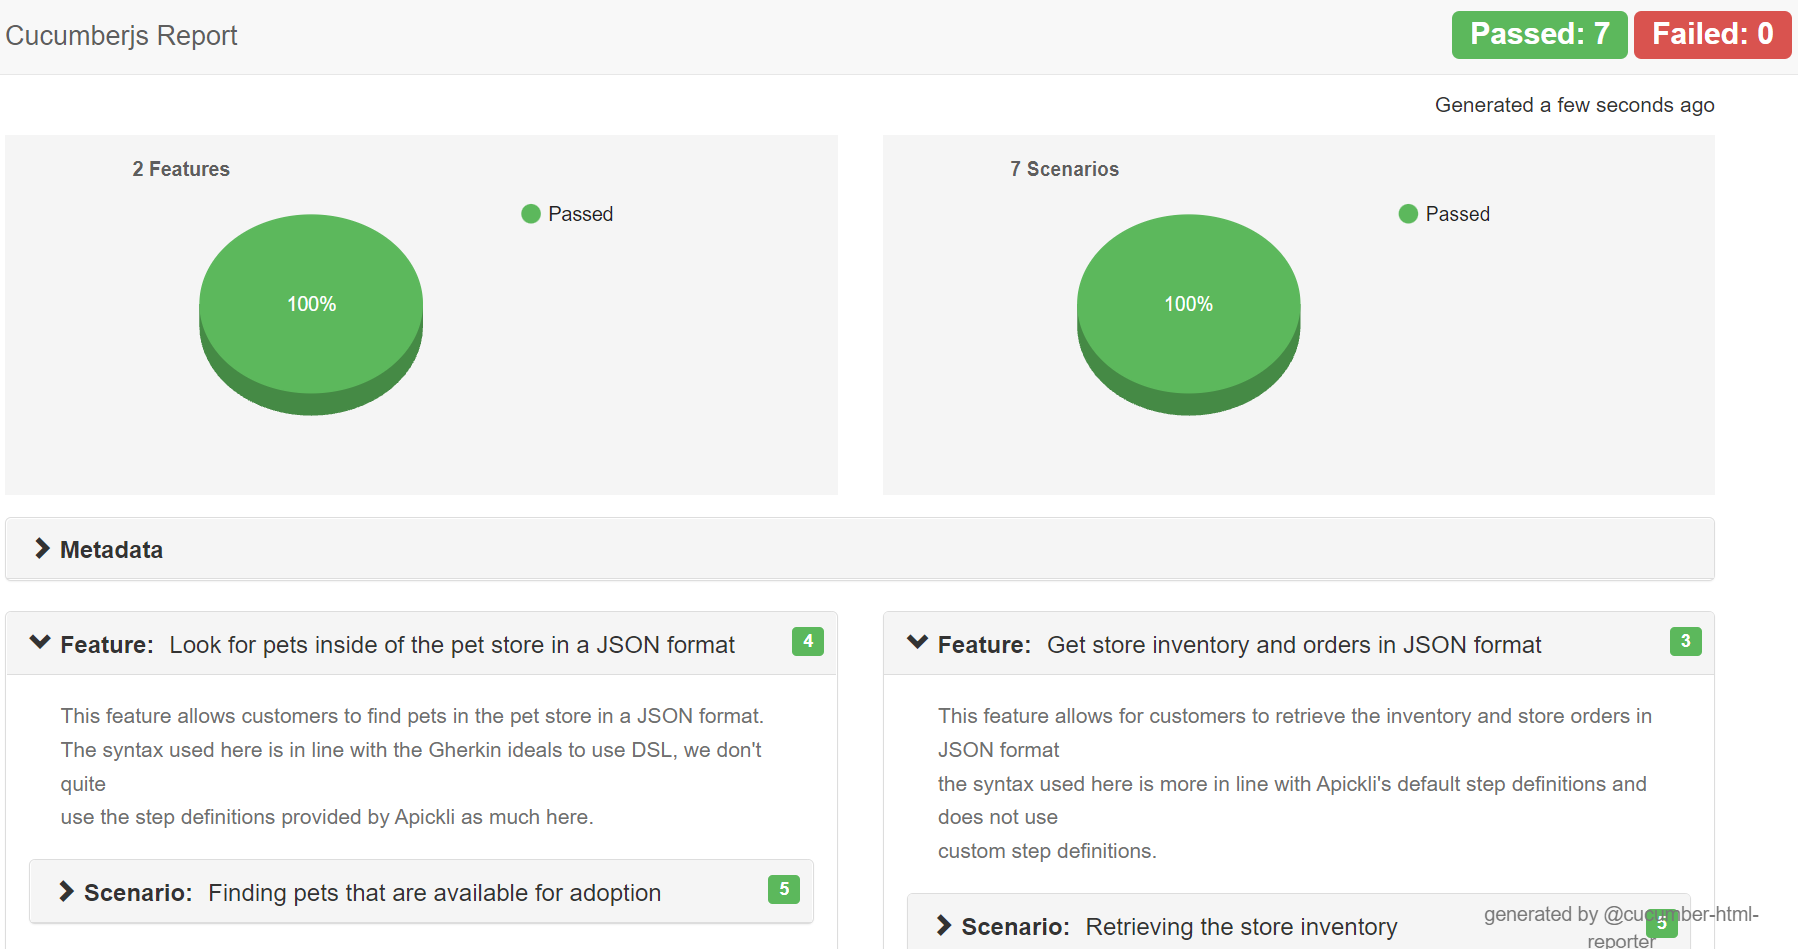 Cucumberjs Report
Passed: 7
Failed: 0
Generated a few seconds ago
2 Features
Passed
100%
7 Scenarios
Passed
100%
Metadata
Feature: Look for pets inside of the pet store in a JSON format
4
This feature allows customers to find pets in the pet store in a JSON format.
The syntax used here is in line with the Gherkin ideals to use DSL, we don't
quite
use the step definitions provided by Apickli as much here.
Scenario: Finding pets that are available for adoption
5
Feature: Get store inventory and orders in JSON format
3
This feature allows for customers to retrieve the inventory and store orders in
JSON format
the syntax used here is more in line with Apickli's default step definitions and
does not use
custom step definitions.
Scenario: Retrieving the store inventory
5
generated by @cucumber-html-
reporter